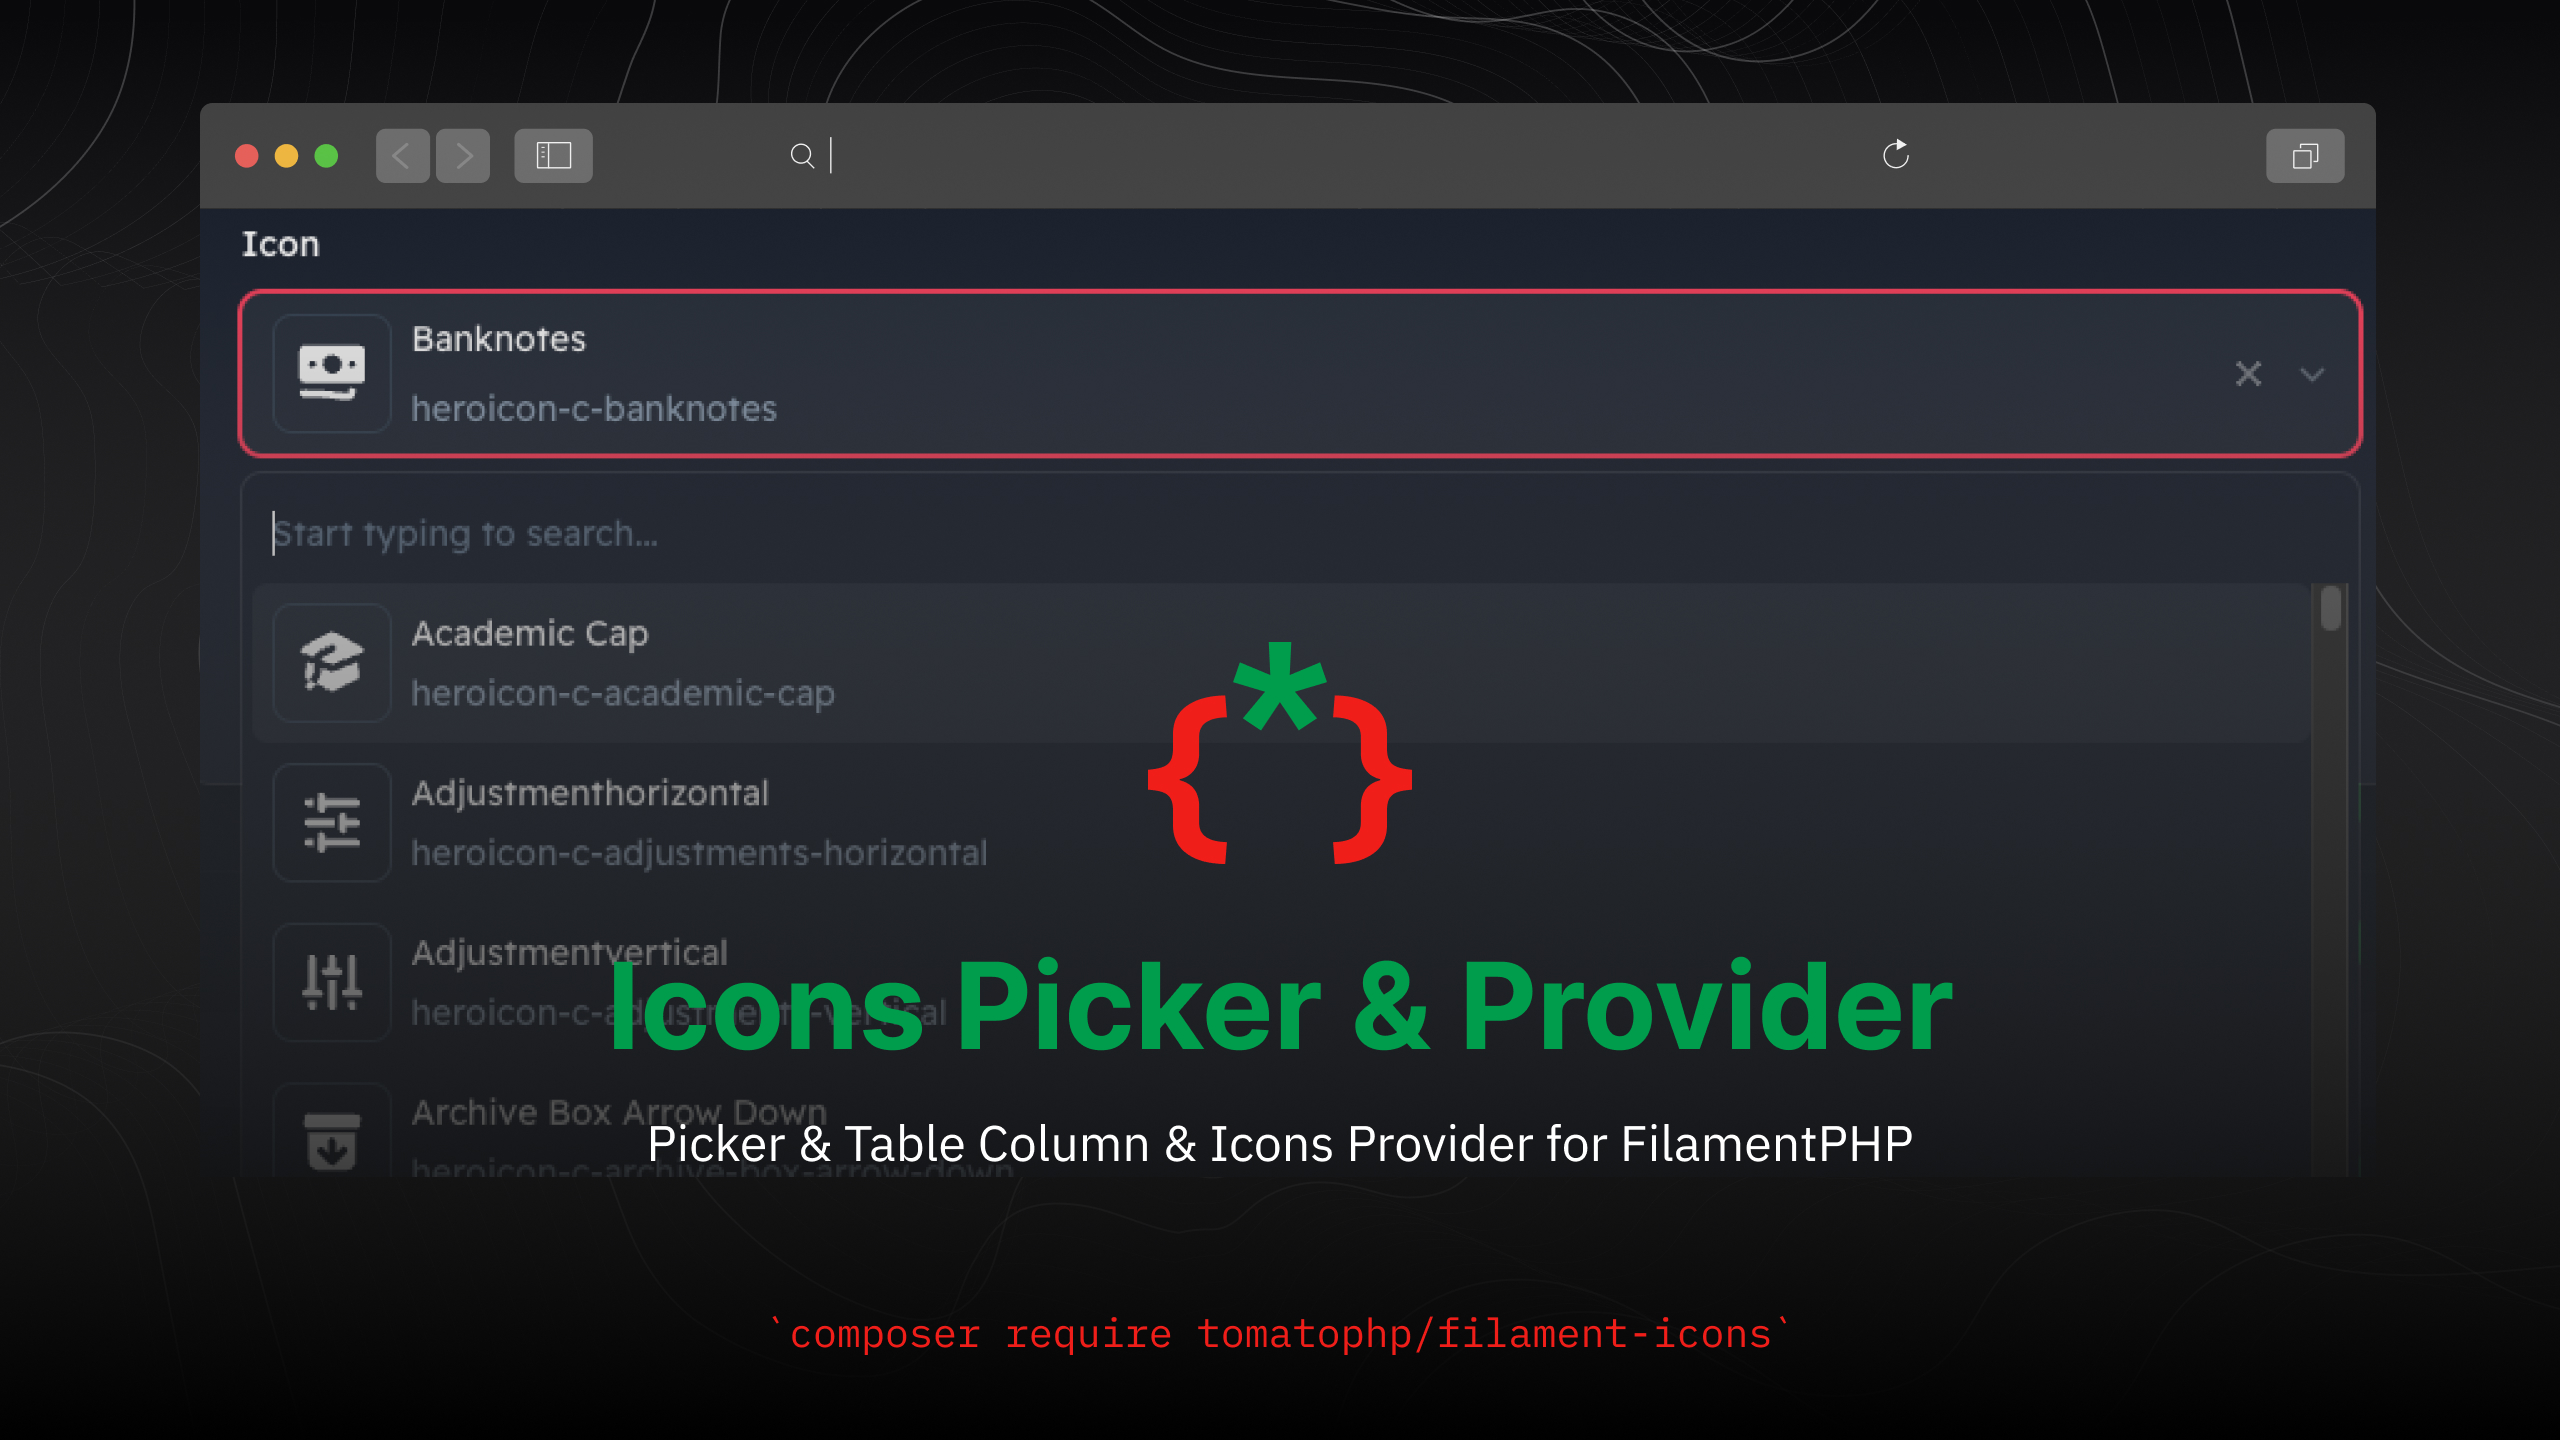 Icon
Banknotes
heroicon-c-banknotes
Start typing to search...
Academic Cap
heroicon-c-academic-cap
Adjustmenthorizontal
heroicon-c-adjustments-horizontal
{*}
Adjustmentvertical
heroicon-c-adjustments-vertical
Icons Picker & Provider
Archive Box Arrow Down
heroicon-c-archive-box-arrow-down
Picker & Table Column & Icons Provider for FilamentPHP
`composer require tomatophp/filament-icons`